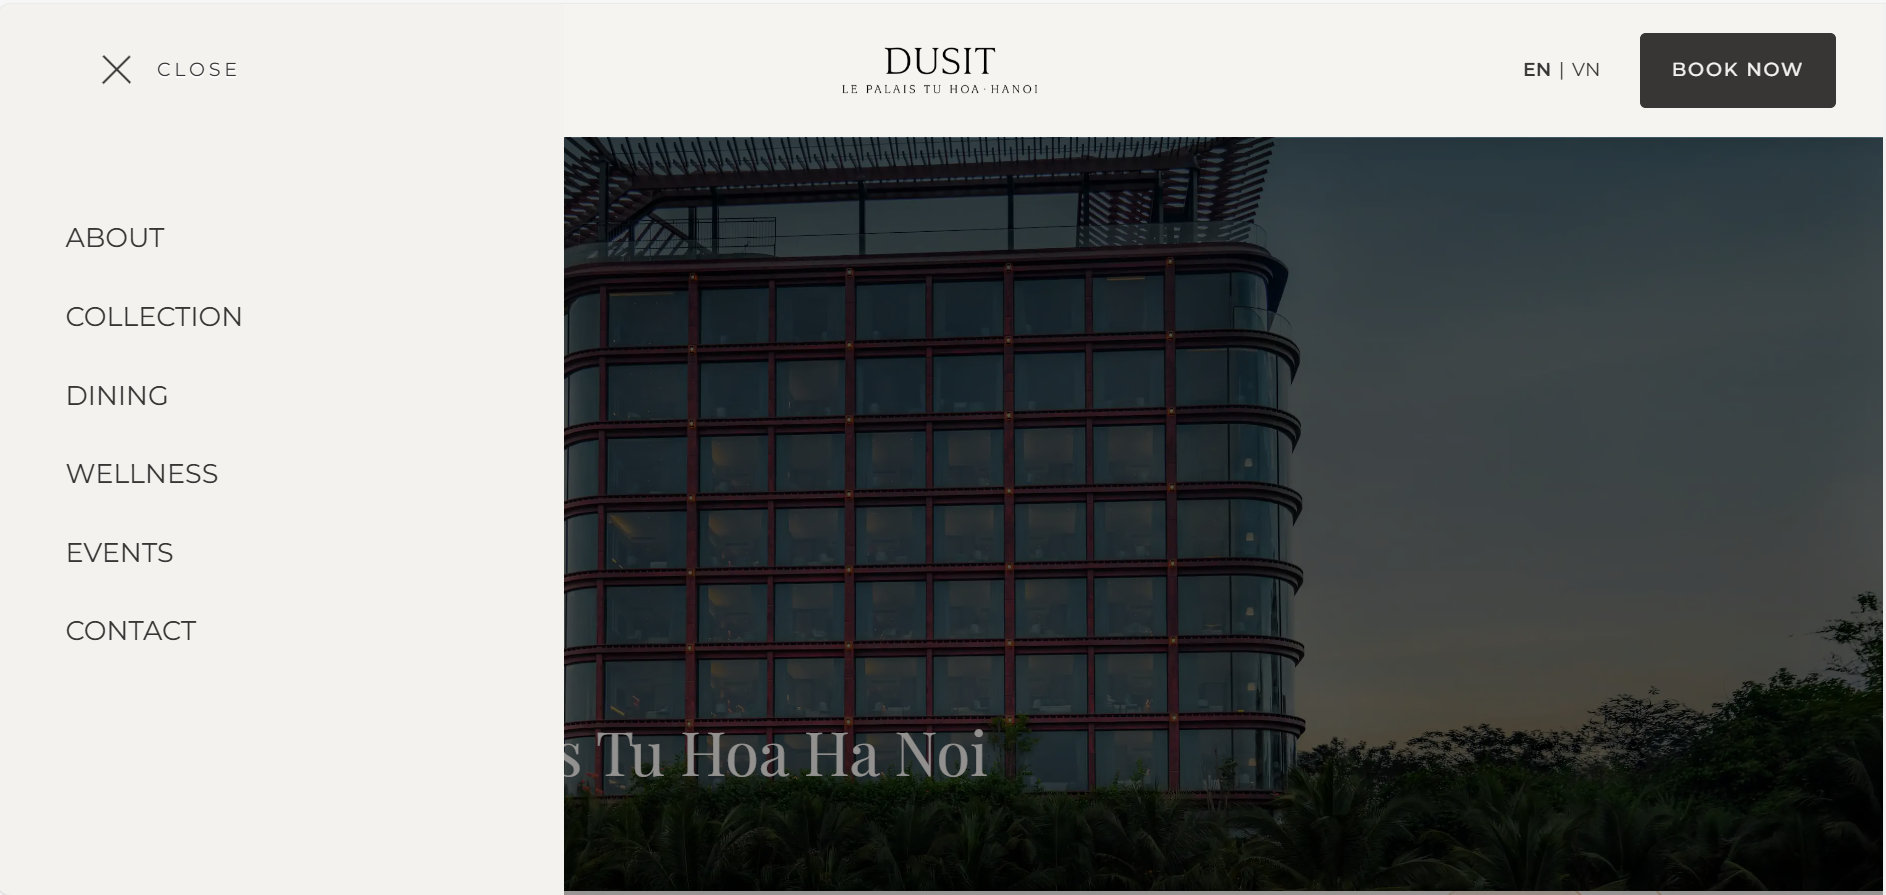 CLOSE
DUSIT
LE PALAIS TU HOA · HANOI
EN | VN
BOOK NOW
ABOUT
COLLECTION
DINING
WELLNESS
EVENTS
CONTACT
s Tu Hoa Ha Noi